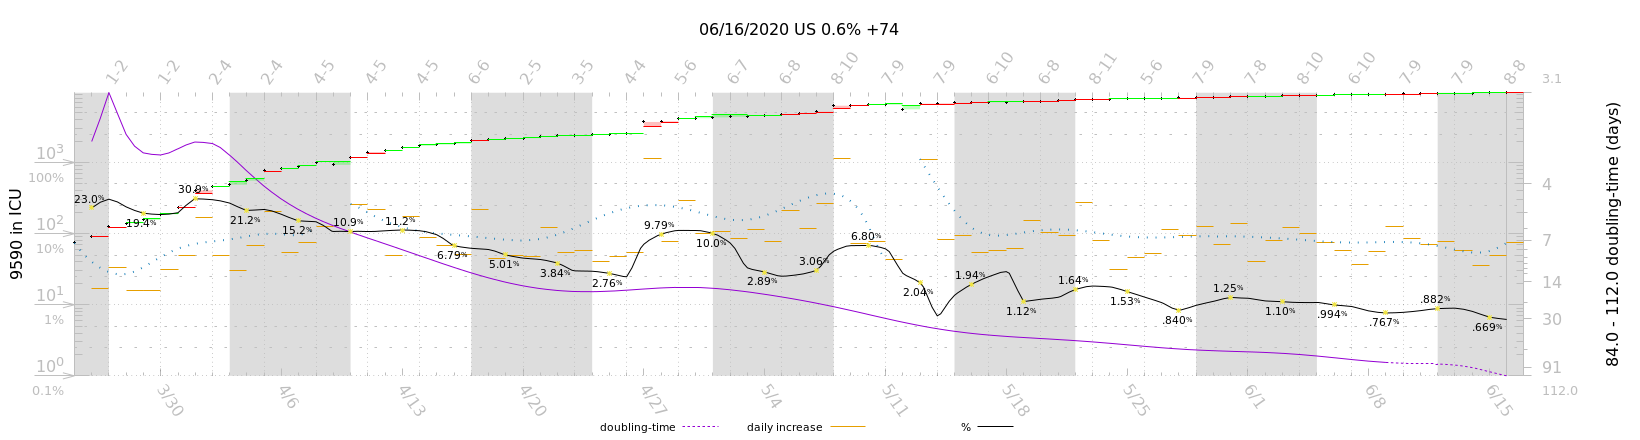 06/16/2020 US 0.6% +74
1-2 1-2 2-4 2-4 4-5 4-5 4-5 6-6 2-5 3-5 4-4 5-6 6-7 6-8 8-10 7-9 7-9 6-10 6-8 8-11 5-6 7-9 7-9 8-10 6-10 7-9 7-9 8-8
3.1
10³
100%
4
23.0% 19.4% 30.9% 21.2% 15.2% 10.9% 11.2% 6.79% 5.01% 3.84% 2.76% 9.79% 10.0% 2.89% 3.06% 6.80% 2.04% 1.94% 1.12% 1.64% 1.53% .840% 1.25% 1.10% .994% .767% .882% .669%
10²
10%
7
14
10¹
1%
30
10⁰
91
0.1%
112.0
9590 in ICU
84.0 - 112.0 doubling-time (days)
3/30 4/6 4/13 4/20 4/27 5/4 5/11 5/18 5/25 6/1 6/8 6/15
doubling-time daily increase %